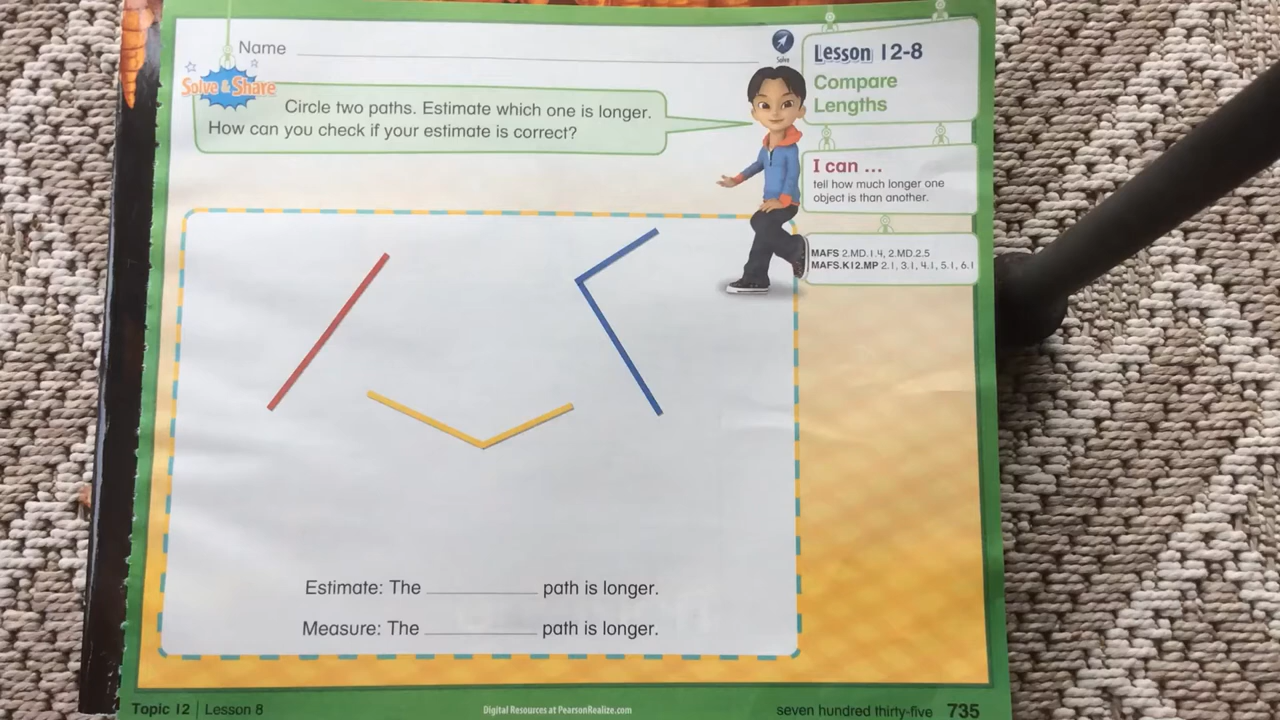 Name
Solve
Lesson 12-8
Solve & Share
Compare
Lengths
Circle two paths. Estimate which one is longer.
How can you check if your estimate is correct?
I can ...
tell how much longer one
object is than another.
MAFS 2.MD.1.4, 2.MD.2.5
MAFS.K12.MP 2.1, 3.1, 4.1, 5.1, 6.1
Estimate: The __________ path is longer.
Measure: The __________ path is longer.
Topic 12 | Lesson 8
Digital Resources at PearsonRealize.com
seven hundred thirty-five 735